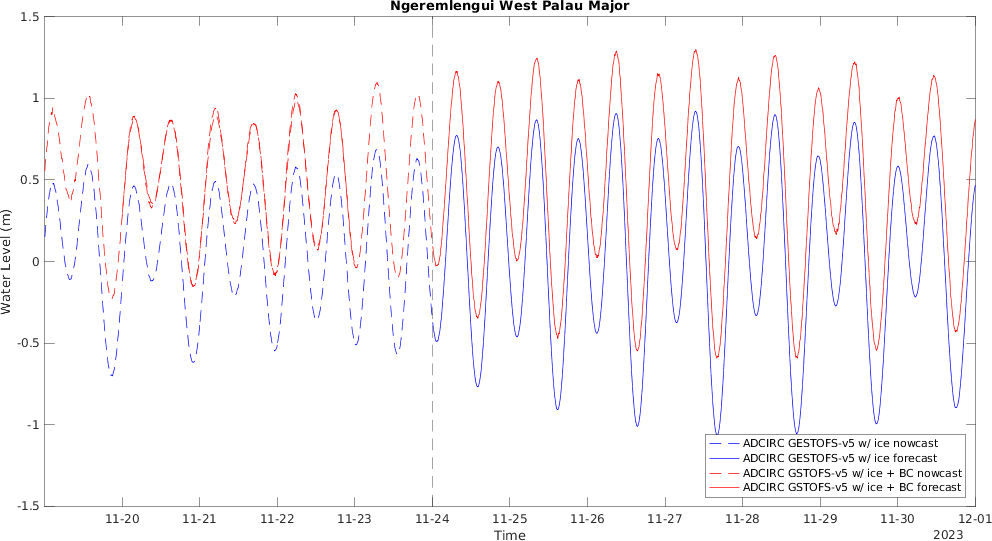 Ngeremlengui West Palau Major
1.5
1
0.5
0
-0.5
-1
-1.5
Water Level (m)
11-20
11-21
11-22
11-23
11-24
11-25
11-26
11-27
11-28
11-29
11-30
12-01
2023
Time
ADCIRC GESTOFS-v5 w/ ice nowcast
ADCIRC GESTOFS-v5 w/ ice forecast
ADCIRC GSTOFS-v5 w/ ice + BC nowcast
ADCIRC GSTOFS-v5 w/ ice + BC forecast